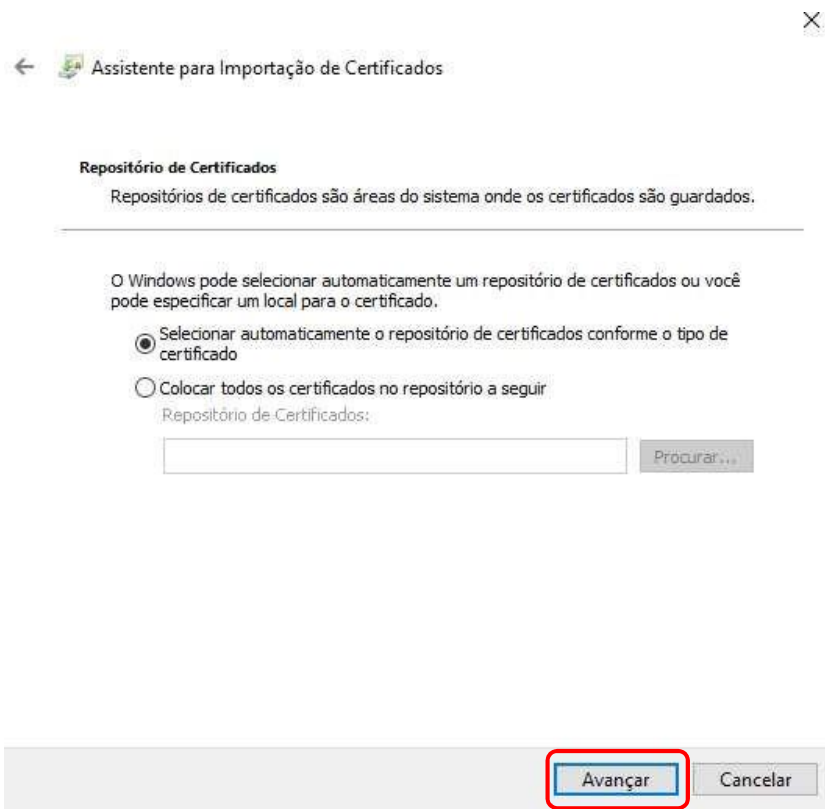 Assistente para Importação de Certificados
Repositório de Certificados
Repositórios de certificados são áreas do sistema onde os certificados são guardados.
O Windows pode selecionar automaticamente um repositório de certificados ou você
pode especificar um local para o certificado.
Selecionar automaticamente o repositório de certificados conforme o tipo de
certificado
Colocar todos os certificados no repositório a seguir
Repositório de Certificados:
Procurar...
Avançar Cancelar